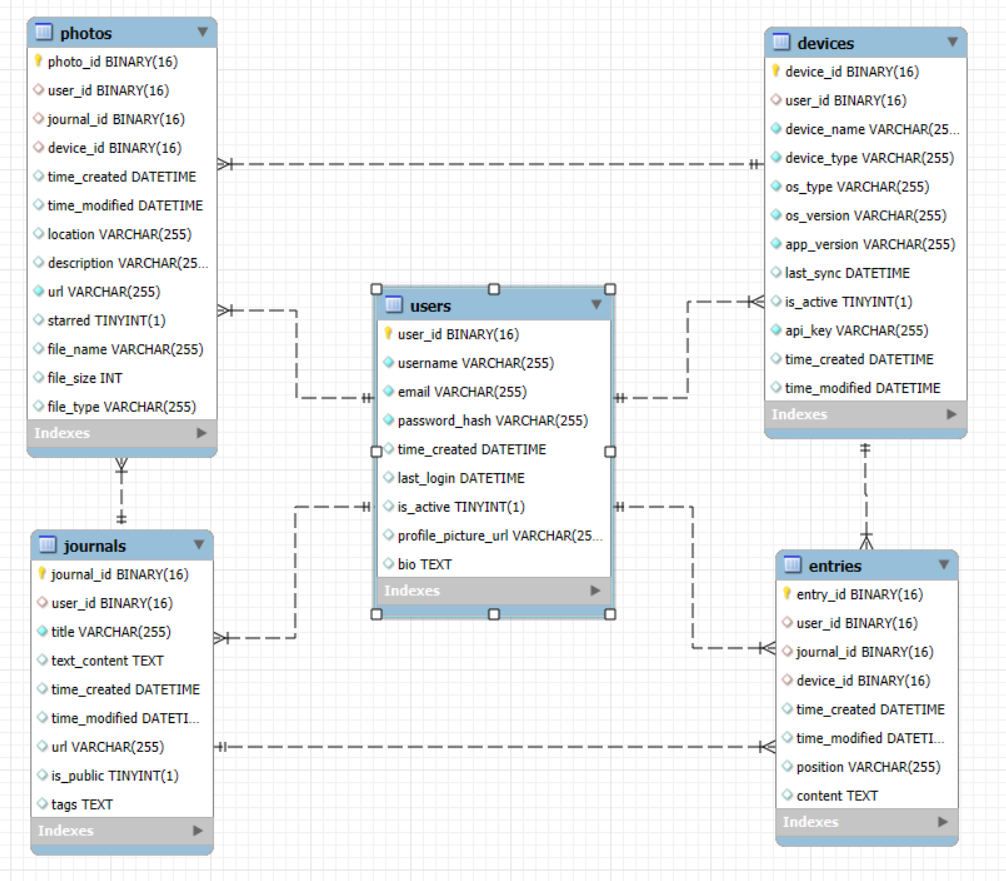 photos
photo_id BINARY(16)
user_id BINARY(16)
journal_id BINARY(16)
device_id BINARY(16)
time_created DATETIME
time_modified DATETIME
location VARCHAR(255)
description VARCHAR(25...
url VARCHAR(255)
starred TINYINT(1)
file_name VARCHAR(255)
file_size INT
file_type VARCHAR(255)
Indexes
devices
device_id BINARY(16)
user_id BINARY(16)
device_name VARCHAR(25...
device_type VARCHAR(255)
os_type VARCHAR(255)
os_version VARCHAR(255)
app_version VARCHAR(255)
last_sync DATETIME
is_active TINYINT(1)
api_key VARCHAR(255)
time_created DATETIME
time_modified DATETIME
Indexes
users
user_id BINARY(16)
username VARCHAR(255)
email VARCHAR(255)
password_hash VARCHAR(255)
time_created DATETIME
last_login DATETIME
is_active TINYINT(1)
profile_picture_url VARCHAR(25...
bio TEXT
Indexes
journals
journal_id BINARY(16)
user_id BINARY(16)
title VARCHAR(255)
text_content TEXT
time_created DATETIME
time_modified DATETI...
url VARCHAR(255)
is_public TINYINT(1)
tags TEXT
Indexes
entries
entry_id BINARY(16)
user_id BINARY(16)
journal_id BINARY(16)
device_id BINARY(16)
time_created DATETIME
time_modified DATETI...
position VARCHAR(255)
content TEXT
Indexes